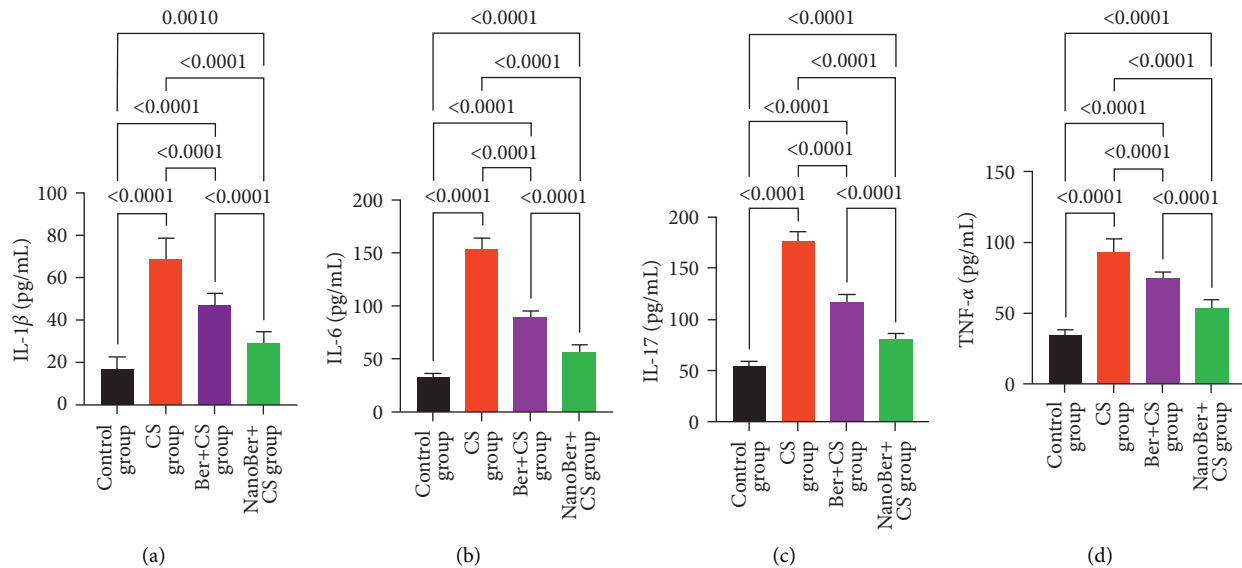 0.0010
<0.0001
<0.0001
<0.0001
<0.0001
<0.0001
100
80
60
40
20
0
IL-1β (pg/mL)
Control
group
CS
group
Ber+CS
group
NanoBer+
CS group
(a)
<0.0001
<0.0001
<0.0001
<0.0001
<0.0001
<0.0001
200
150
100
50
0
IL-6 (pg/mL)
Control
group
CS
group
Ber+CS
group
NanoBer+
CS group
(b)
<0.0001
<0.0001
<0.0001
<0.0001
<0.0001
<0.0001
200
150
100
50
0
IL-17 (pg/mL)
Control
group
CS
group
Ber+CS
group
NanoBer+
CS group
(c)
<0.0001
<0.0001
<0.0001
<0.0001
<0.0001
<0.0001
150
100
50
0
TNF-α (pg/mL)
Control
group
CS
group
Ber+CS
group
NanoBer+
CS group
(d)